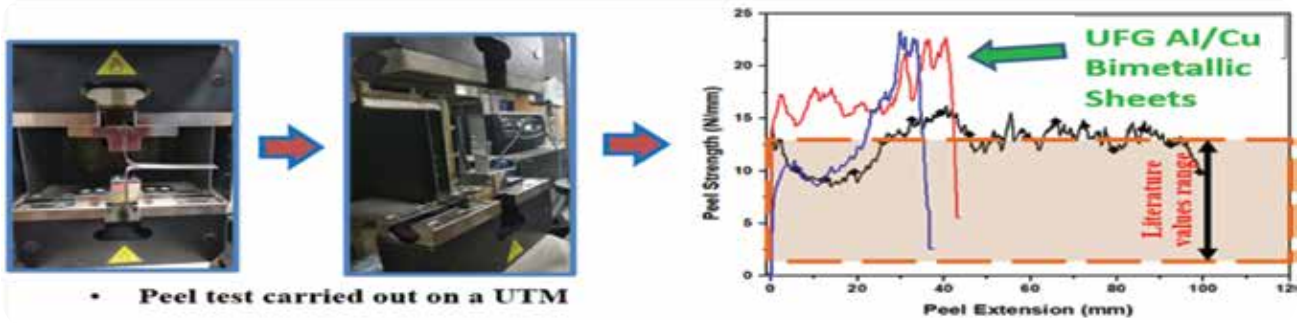 • Peel test carried out on a UTM
Peel Strength (N/mm)
25
20
15
10
5
0
UFG Al/Cu
Bimetallic
Sheets
Literature
values range
0
20
40
60
80
100
120
Peel Extension (mm)